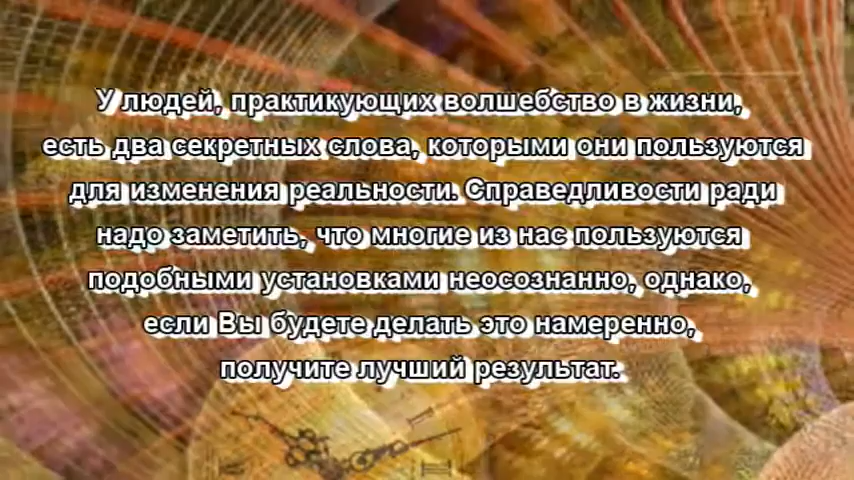 У людей, практикующих волшебство в жизни,
есть два секретных слова, которыми они пользуются
для изменения реальности. Справедливости ради
надо заметить, что многие из нас пользуются
подобными установками неосознанно, однако,
если Вы будете делать это намеренно,
получите лучший результат.